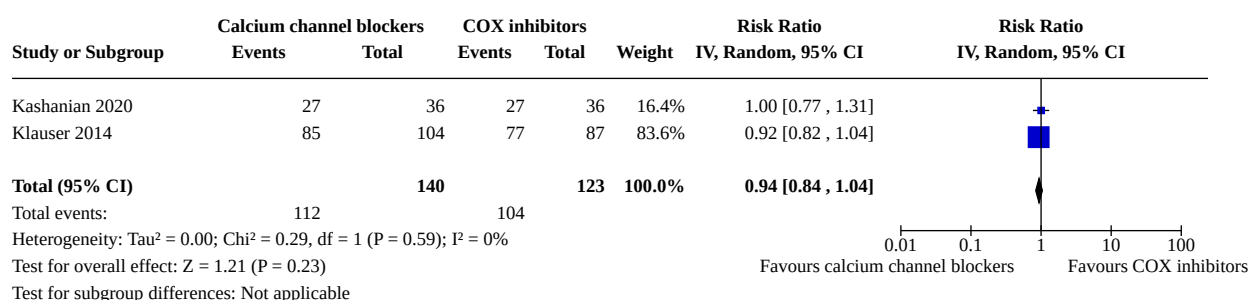 Calcium channel blockers COX inhibitors Risk Ratio Risk Ratio
Study or Subgroup Events Total Events Total Weight IV, Random, 95% CI IV, Random, 95% CI
Kashanian 2020 27 36 27 36 16.4% 1.00 [0.77 , 1.31]
Klauser 2014 85 104 77 87 83.6% 0.92 [0.82 , 1.04]
Total (95% CI) 140 123 100.0% 0.94 [0.84 , 1.04]
Total events: 112 104
Heterogeneity: Tau² = 0.00; Chi² = 0.29, df = 1 (P = 0.59); I² = 0%
0.01 0.1 1 10 100
Test for overall effect: Z = 1.21 (P = 0.23) Favours calcium channel blockers Favours COX inhibitors
Test for subgroup differences: Not applicable